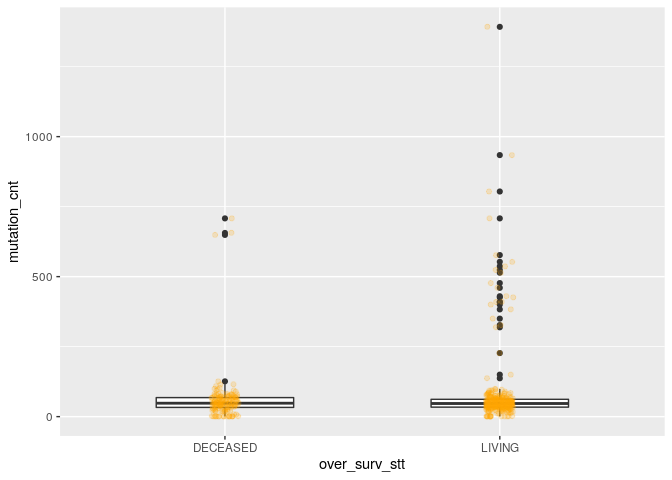 mutation_cnt
1000
500
0
DECEASED
LIVING
over_surv_stt